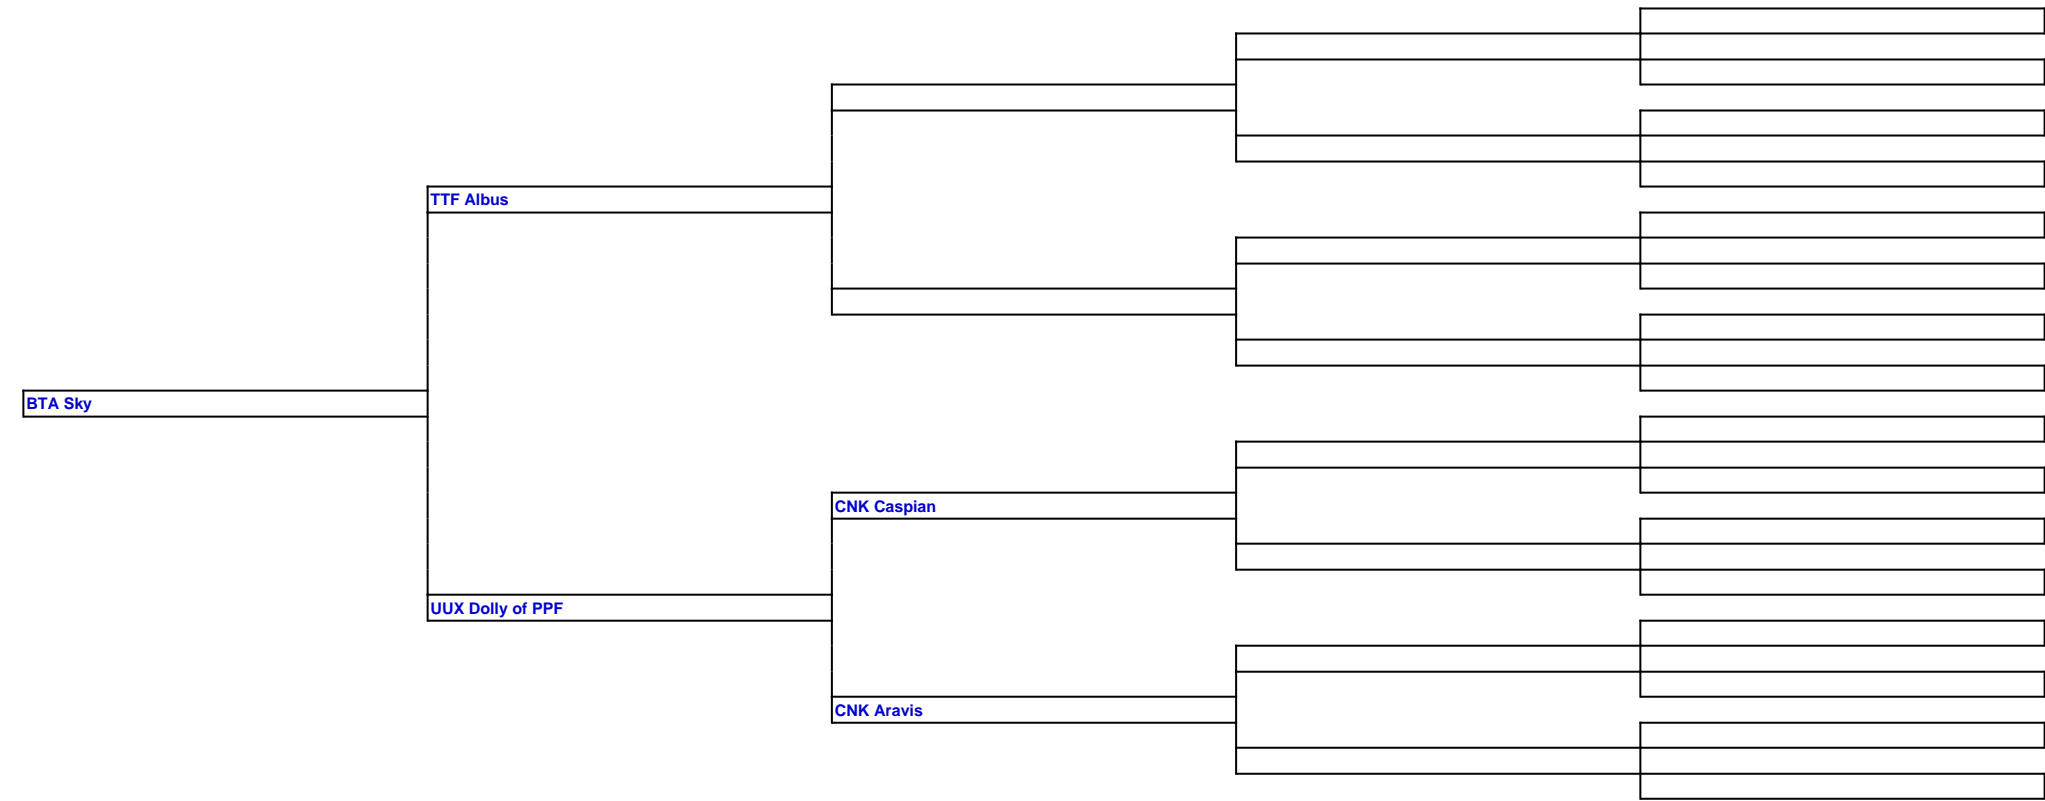 TTF Albus
BTA Sky
CNK Caspian
UUX Dolly of PPF
CNK Aravis